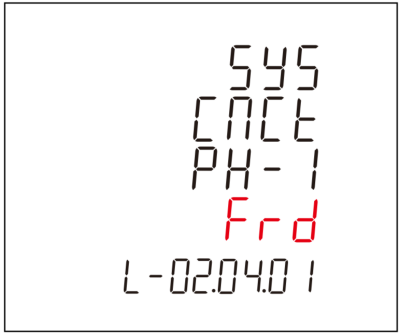 SYS
CNCt
PH-1
Frd
L-02.04.01